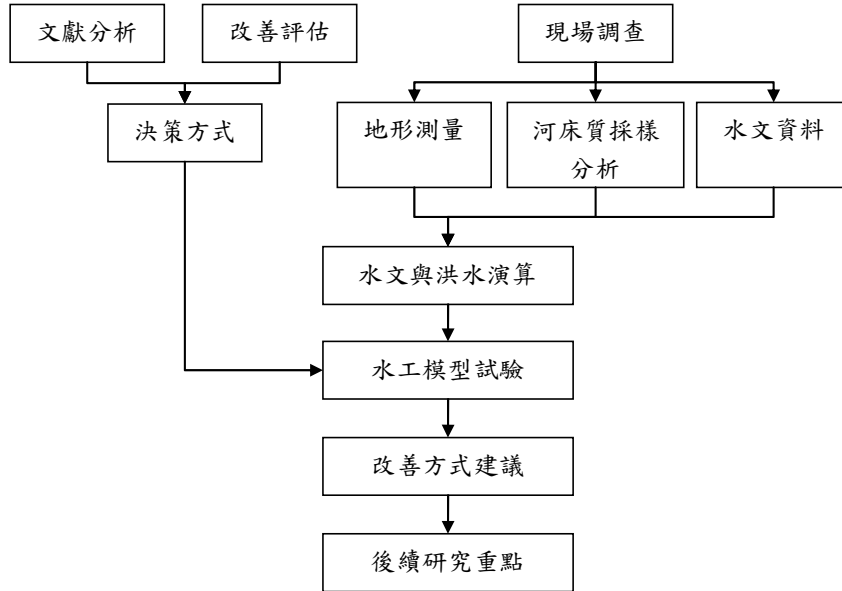 文獻分析
改善評估
現場調查
決策方式
地形測量
河床質採樣
分析
水文資料
水文與洪水演算
水工模型試驗
改善方式建議
後續研究重點